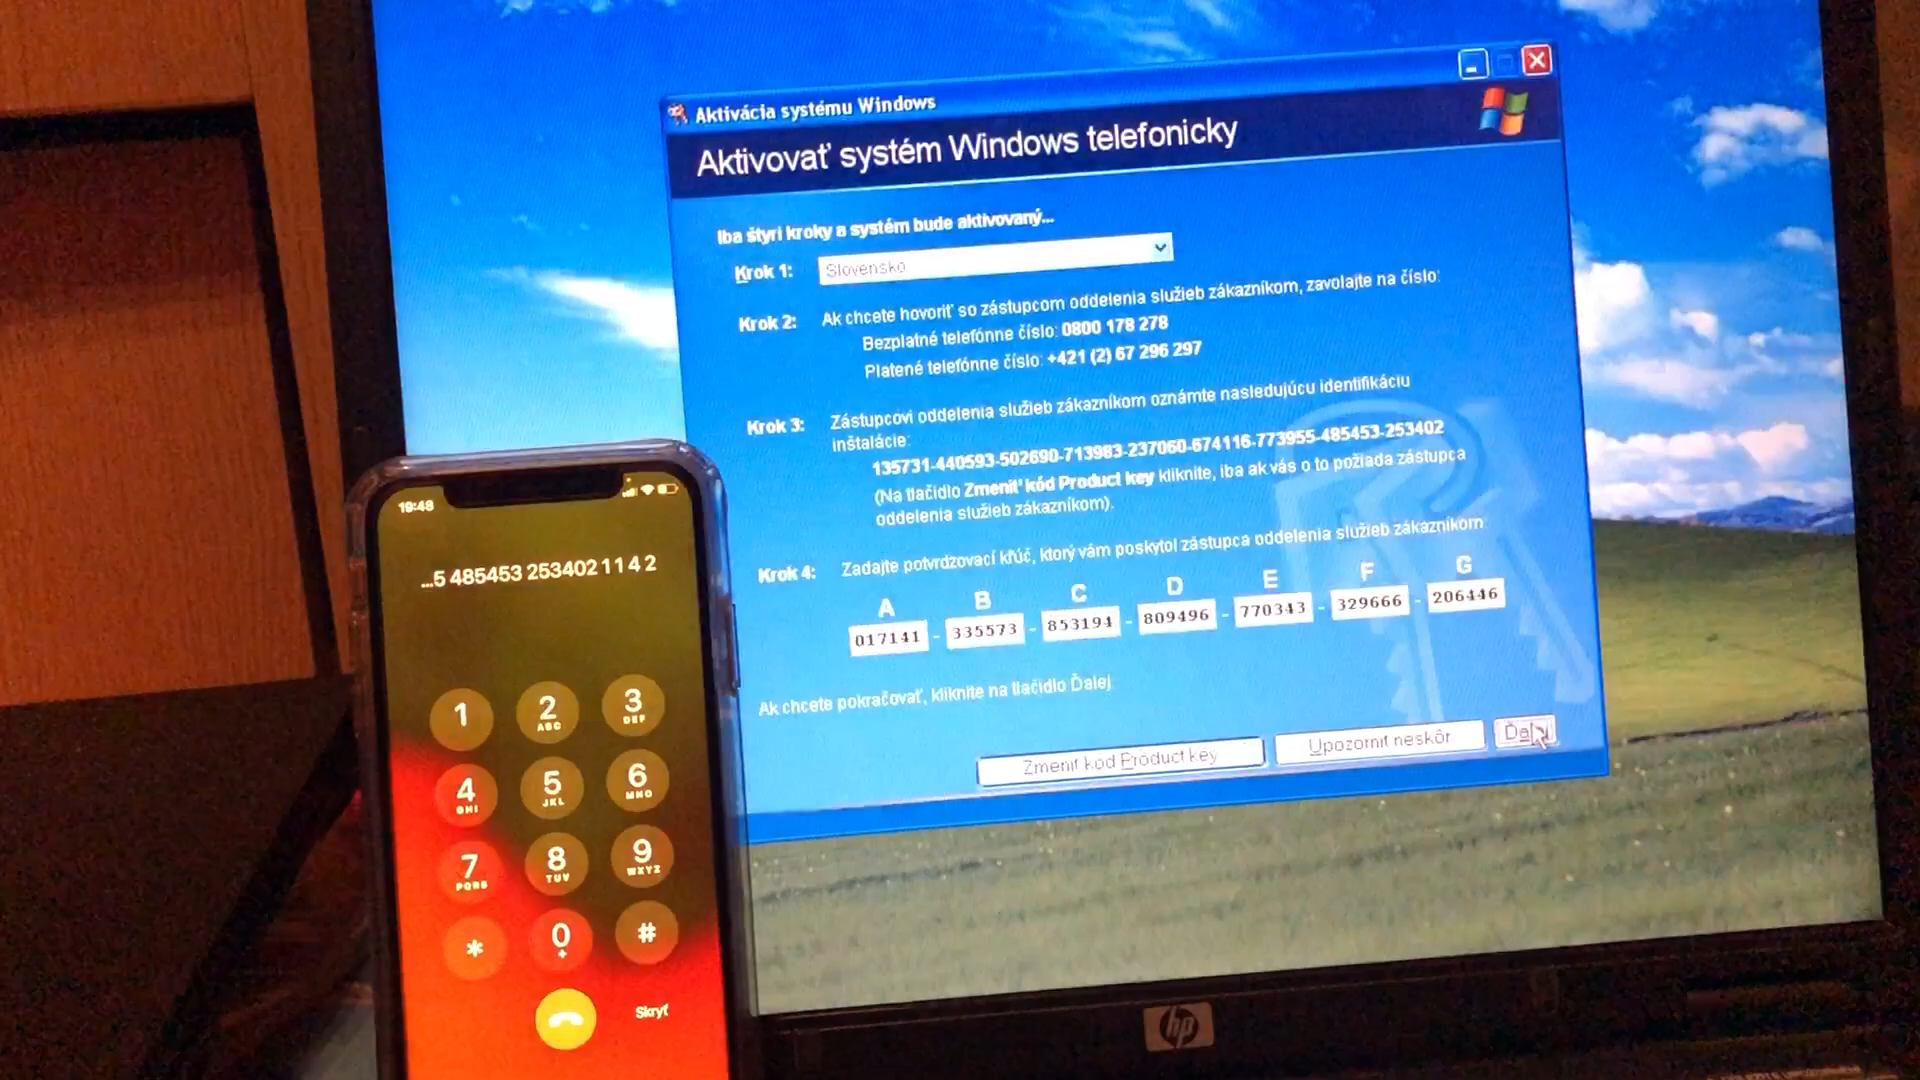 Aktivácia systému Windows
Aktivovať systém Windows telefonicky
Iba štyri kroky a systém bude aktivovaný...
Krok 1: Slovensko
Krok 2: Ak chcete hovoriť so zástupcom oddelenia služieb zákazníkom, zavolajte na číslo:
Bezplatné telefónne číslo: 0800 178 278
Platené telefónne číslo: +421 (2) 67 296 297
Krok 3: Zástupcovi oddelenia služieb zákazníkom oznámte nasledujúcu identifikáciu
inštalácie:
135731-440593-502690-713983-237060-674116-773955-485453-253402
(Na tlačidlo Zmeniť kód Product key kliknite, iba ak vás o to požiada zástupca
oddelenia služieb zákazníkom).
Krok 4: Zadajte potvrdzovací kľúč, ktorý vám poskytol zástupca oddelenia služieb zákazníkom:
A B C D E F G
017141 - 335573 - 853194 - 809496 - 770343 - 329666 - 206446
Ak chcete pokračovať, kliknite na tlačidlo Ďalej.
Zmeniť kód Product key
Upozorniť neskôr
19:48
...5 485453 253402 1 1 4 2
1
2 ABC
3 DEF
4 GHI
5 JKL
6 MNO
7 PQRS
8 TUV
9 WXYZ
*
0 +
#
Skryť
hp